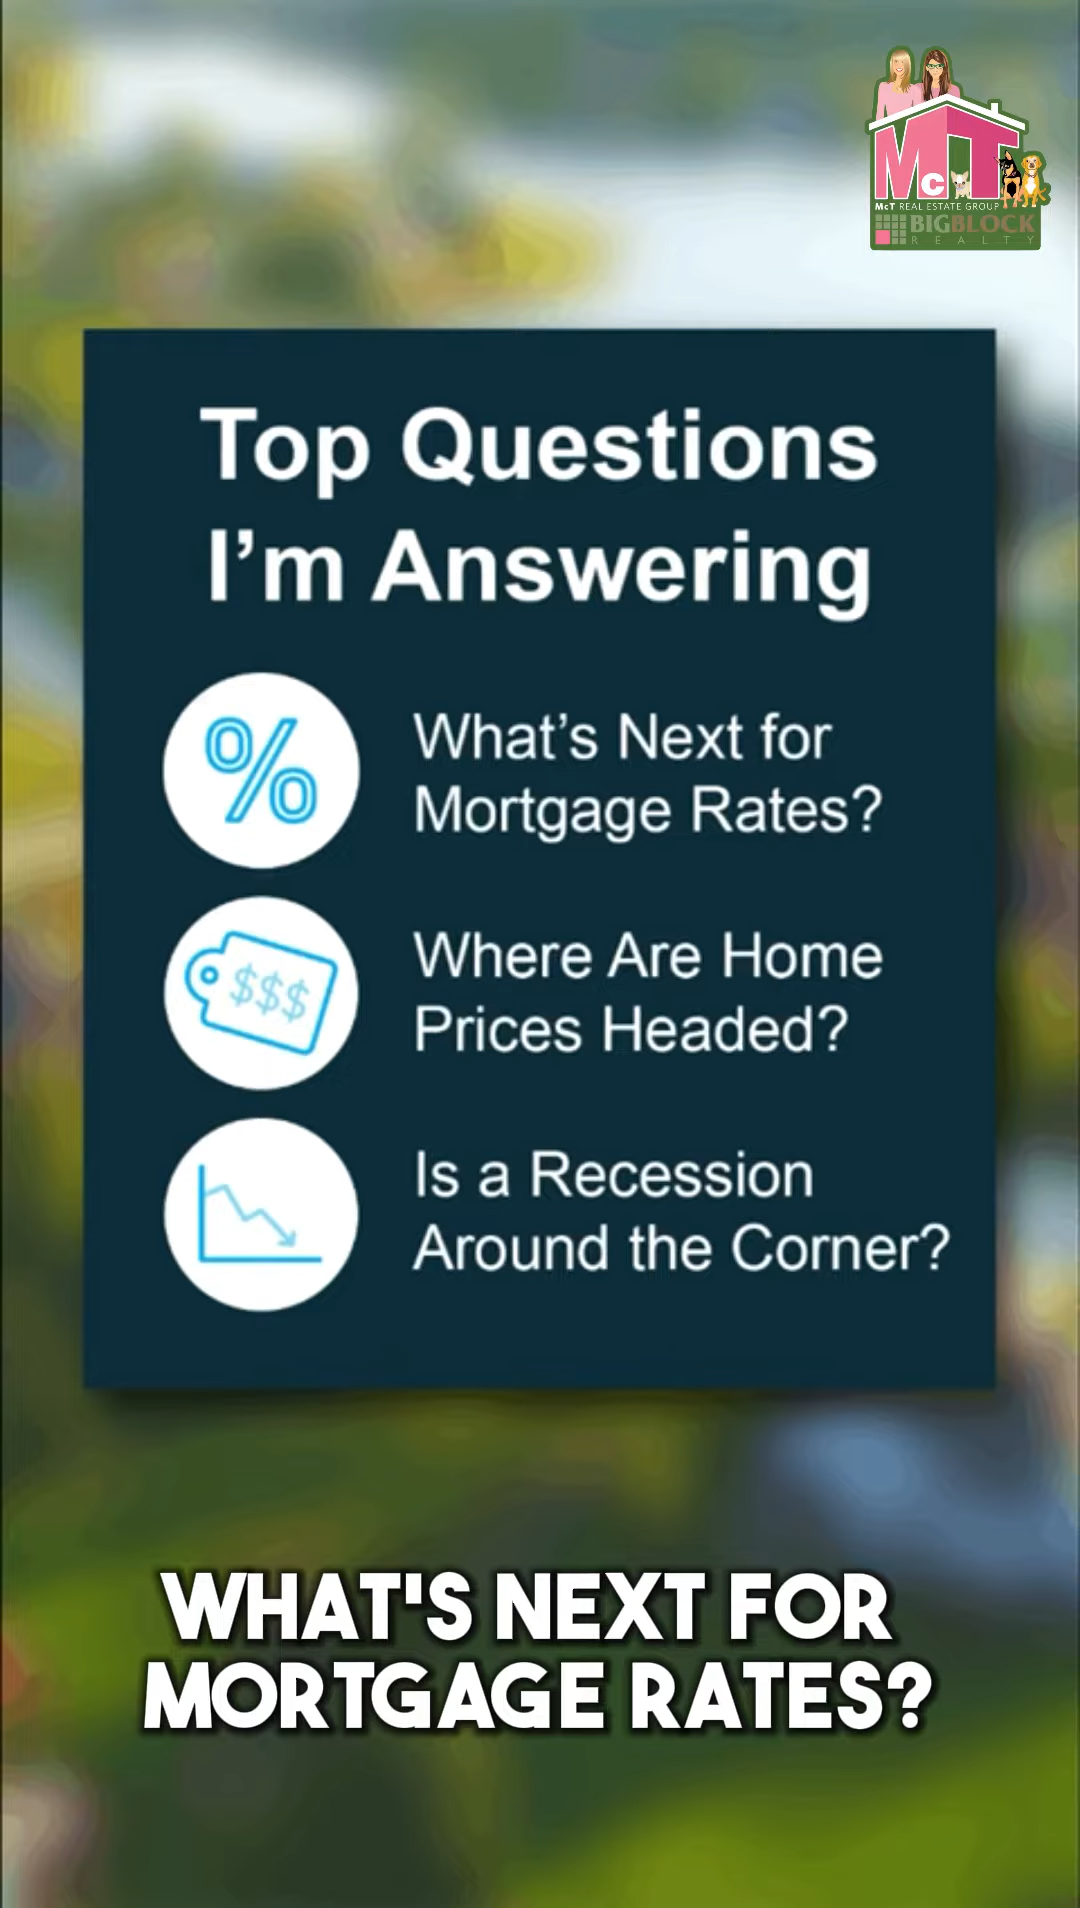 McT
McT REAL ESTATE GROUP
BIGBLOCK
REALTY
Top Questions
I’m Answering
%
What’s Next for
Mortgage Rates?
$$$
Where Are Home
Prices Headed?
Is a Recession
Around the Corner?
WHAT'S NEXT FOR
MORTGAGE RATES?